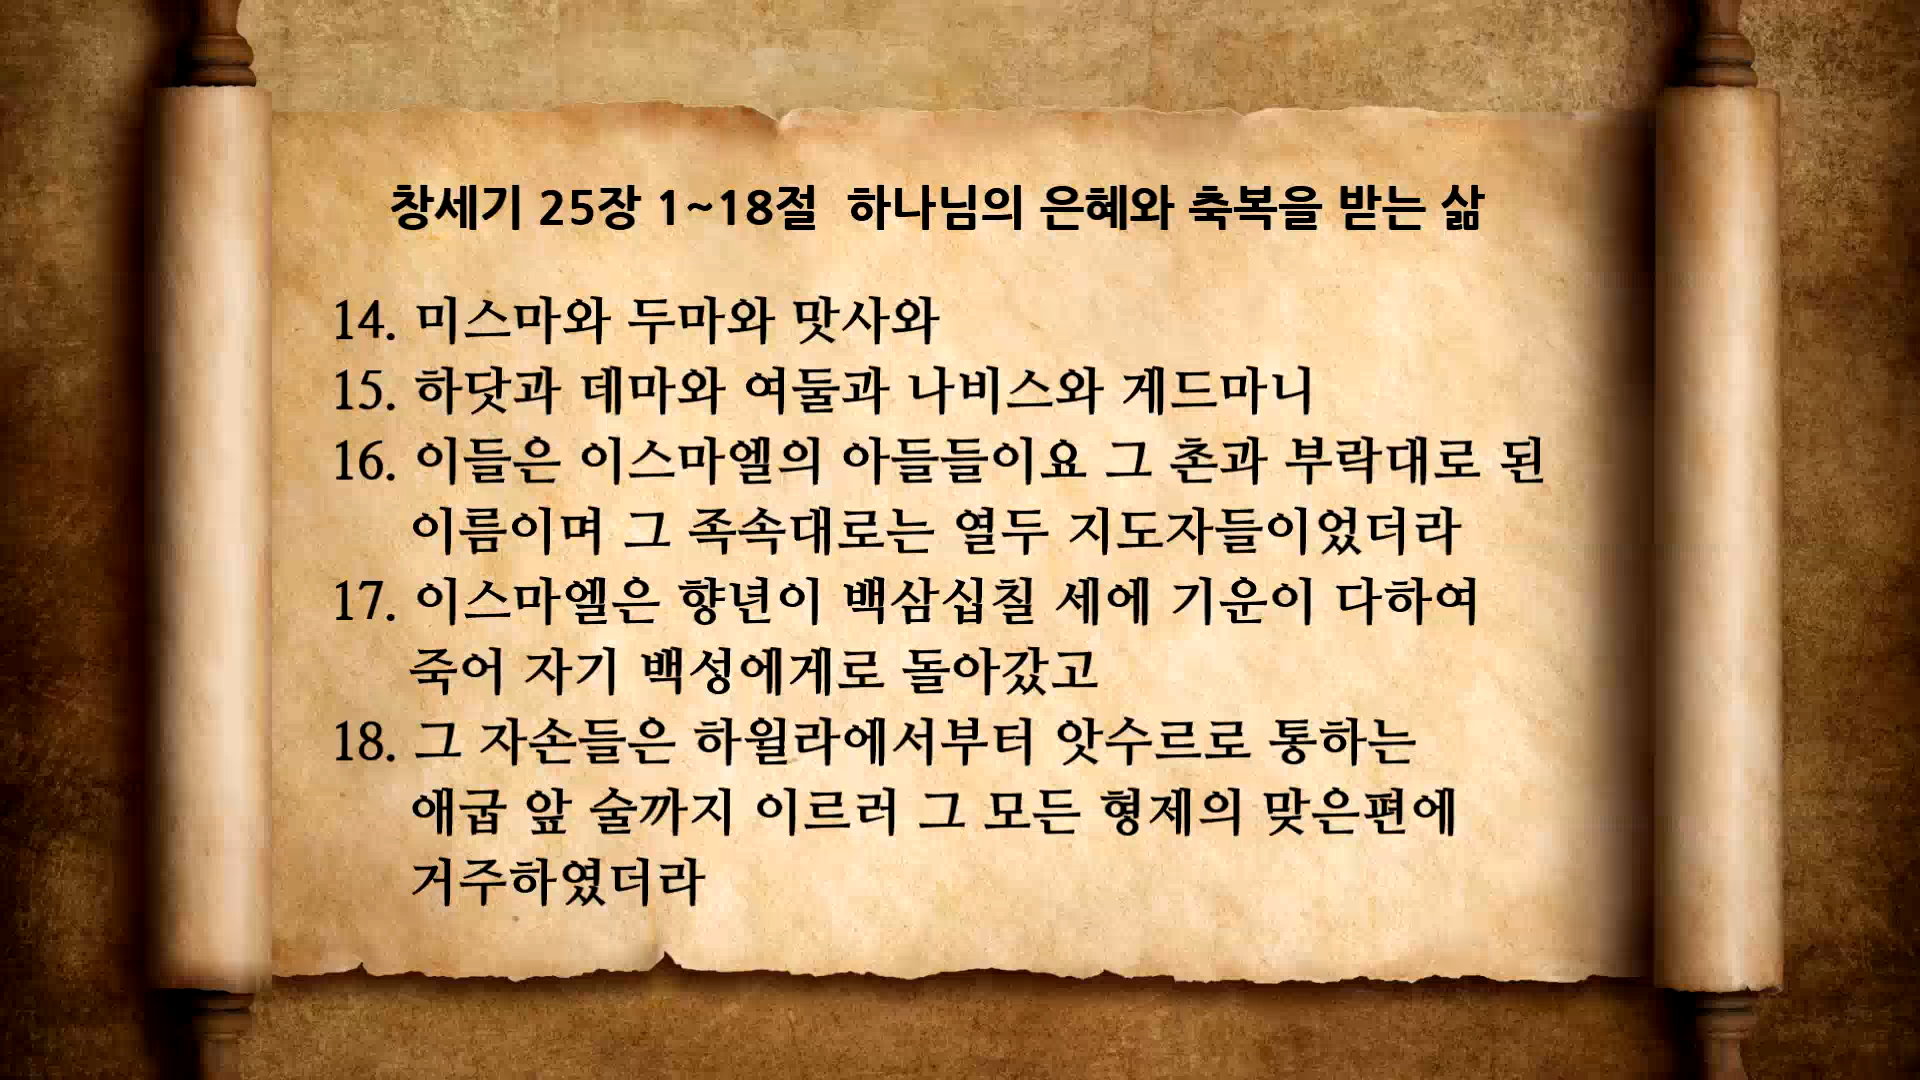 창세기 25장 1~18절  하나님의 은혜와 축복을 받는 삶
14. 미스마와 두마와 맛사와
15. 하닷과 데마와 여둘과 나비스와 게드마니
16. 이들은 이스마엘의 아들들이요 그 촌과 부락대로 된
이름이며 그 족속대로는 열두 지도자들이었더라
17. 이스마엘은 향년이 백삼십칠 세에 기운이 다하여
죽어 자기 백성에게로 돌아갔고
18. 그 자손들은 하윌라에서부터 앗수르로 통하는
애굽 앞 술까지 이르러 그 모든 형제의 맞은편에
거주하였더라